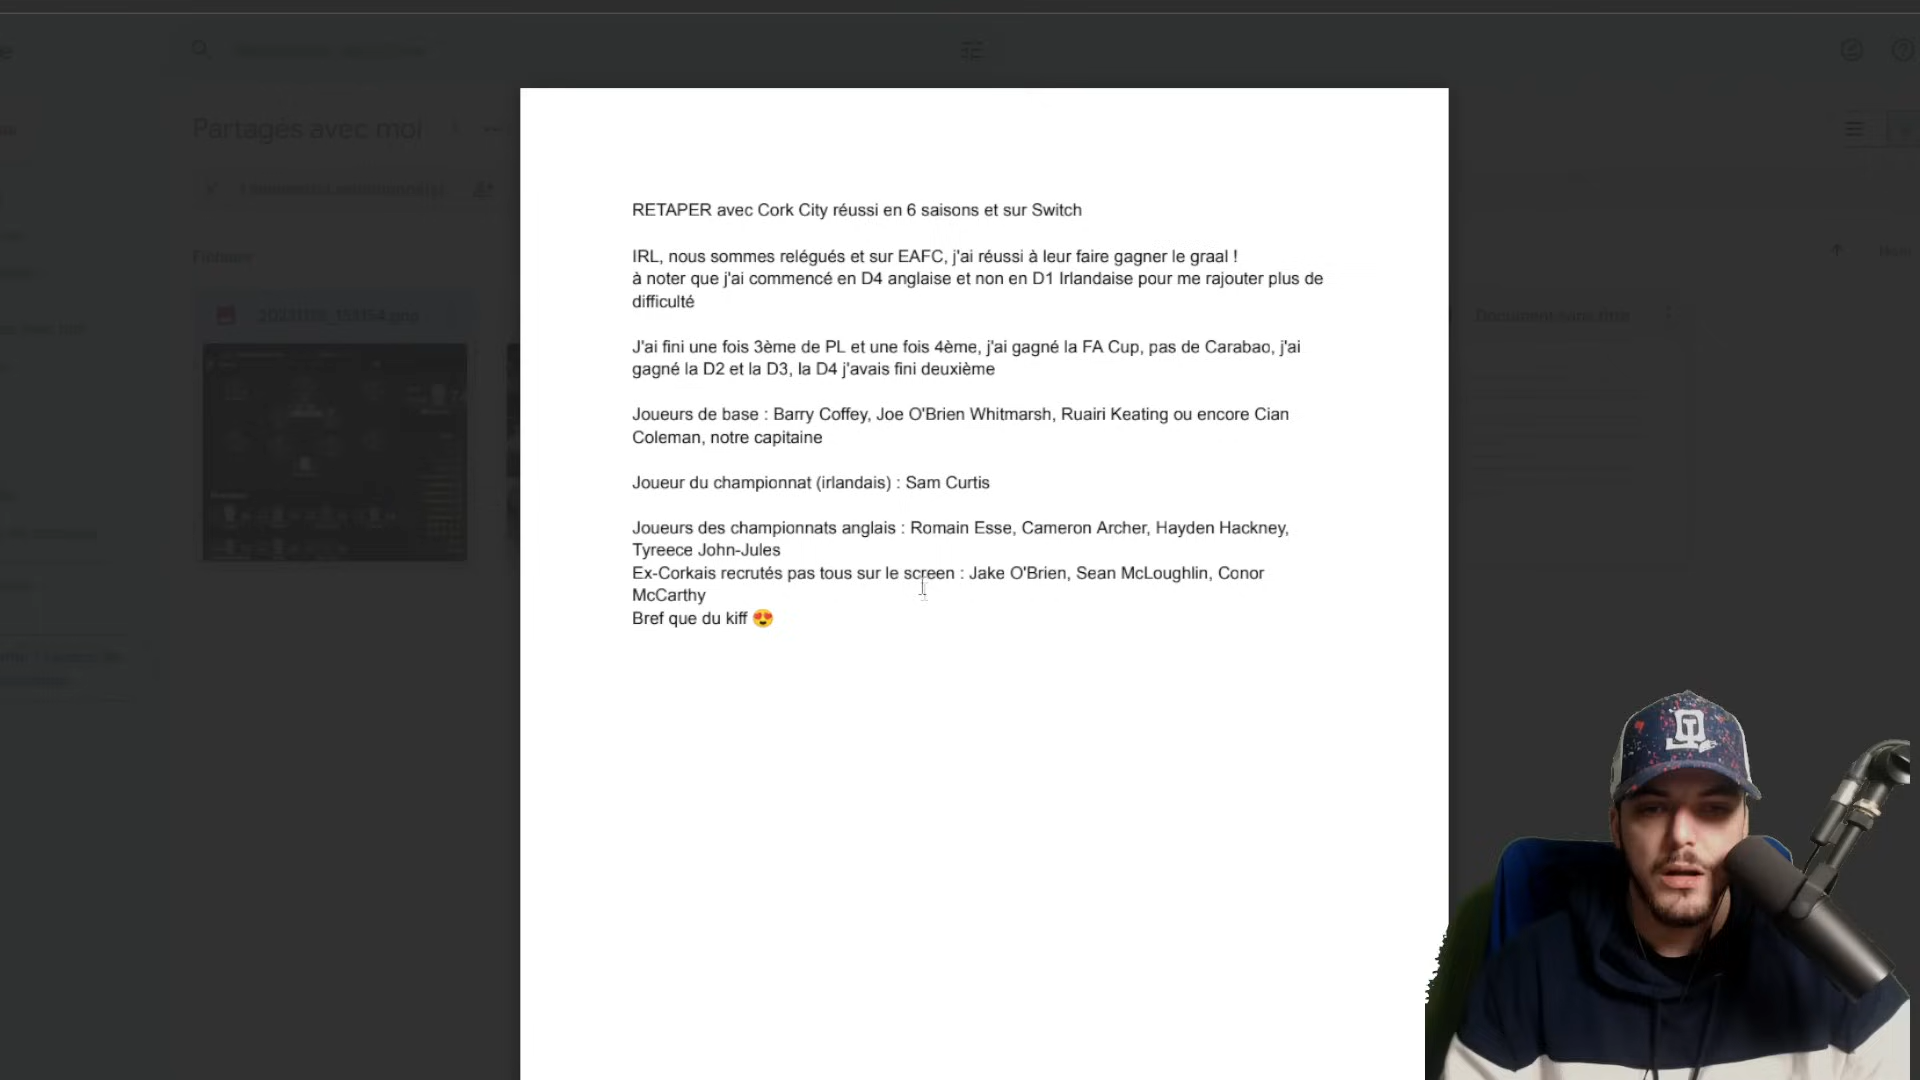 Partagés avec moi
RETAPER avec Cork City réussi en 6 saisons et sur Switch
IRL, nous sommes relégués et sur EAFC, j'ai réussi à leur faire gagner le graal !
à noter que j'ai commencé en D4 anglaise et non en D1 Irlandaise pour me rajouter plus de
difficulté
J'ai fini une fois 3ème de PL et une fois 4ème, j'ai gagné la FA Cup, pas de Carabao, j'ai
gagné la D2 et la D3, la D4 j'avais fini deuxième
Joueurs de base : Barry Coffey, Joe O'Brien Whitmarsh, Ruairi Keating ou encore Cian
Coleman, notre capitaine
Joueur du championnat (irlandais) : Sam Curtis
Joueurs des championnats anglais : Romain Esse, Cameron Archer, Hayden Hackney,
Tyreece John-Jules
Ex-Corkais recrutés pas tous sur le screen : Jake O'Brien, Sean McLoughlin, Conor
McCarthy
Bref que du kiff 😍
Fichiers
Document sans titre